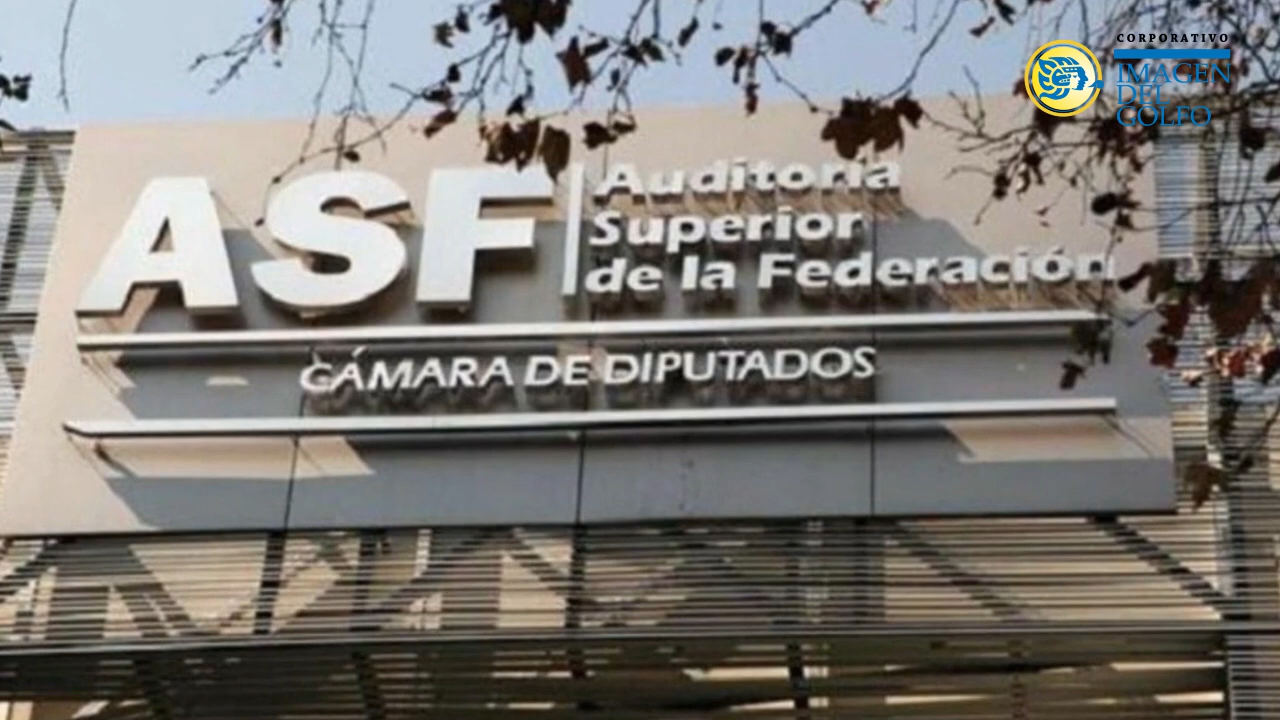 CORPORATIVO
IMAGEN
DEL
GOLFO
ASF
Auditoría
Superior
de la Federación
CÁMARA DE DIPUTADOS